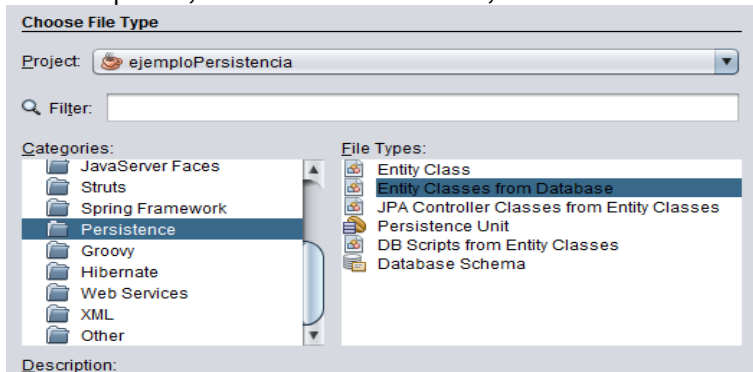 Choose File Type
Project: ejemploPersistencia
Filter:
Categories:
JavaServer Faces
Struts
Spring Framework
Persistence
Groovy
Hibernate
Web Services
XML
Other
File Types:
Entity Class
Entity Classes from Database
JPA Controller Classes from Entity Classes
Persistence Unit
DB Scripts from Entity Classes
Database Schema
Description: